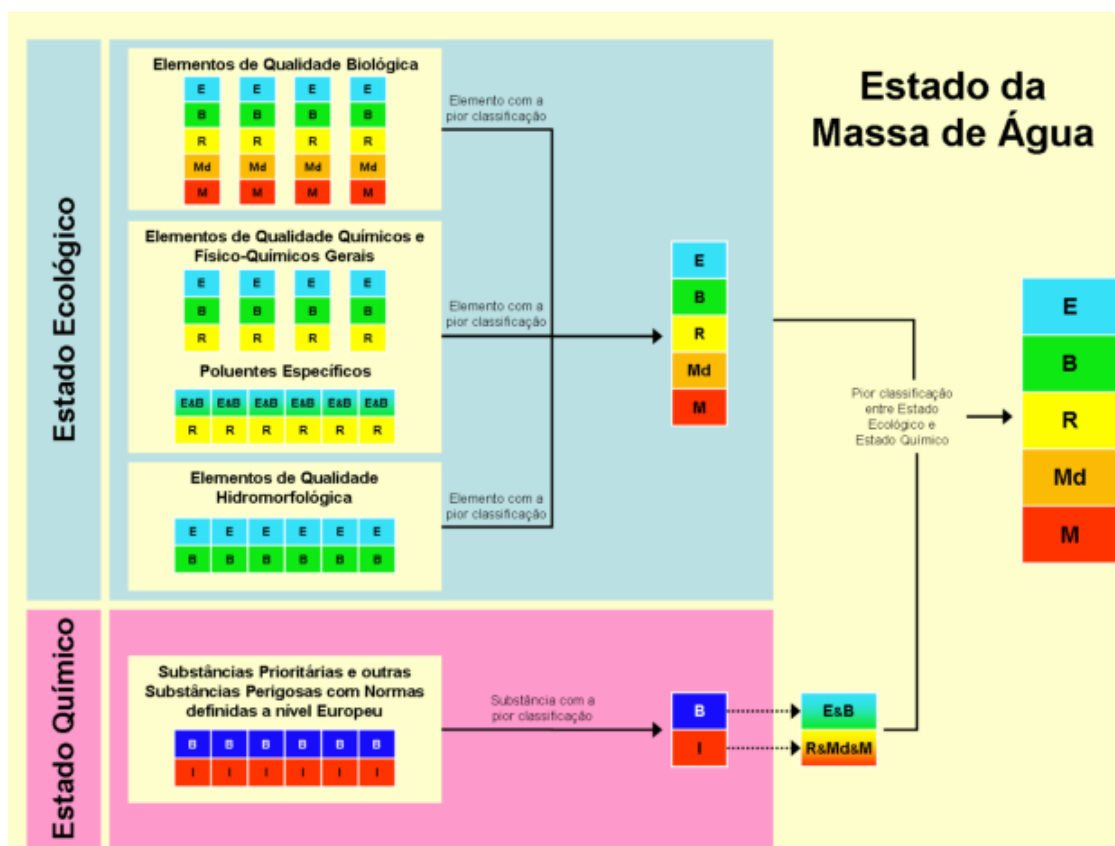 Estado da
Massa de Água
Estado Ecológico
Elementos de Qualidade Biológica
E E E E
B B B B
R R R R
Md Md Md Md
M M M M
Elemento com a
pior classificação
Elementos de Qualidade Químicos e
Físico-Químicos Gerais
E E E E
B B B B
R R R R
Poluentes Específicos
E&B E&B E&B E&B E&B E&B
R R R R R R
Elemento com a
pior classificação
Elementos de Qualidade
Hidromorfológica
E E E E E E
B B B B B B
Elemento com a
pior classificação
E
B
R
Md
M
Pior classificação
entre Estado
Ecológico e
Estado Químico
E
B
R
Md
M
Estado Químico
Substâncias Prioritárias e outras
Substâncias Perigosas com Normas
definidas a nível Europeu
B B B B B B
I I I I I I
Substância com a
pior classificação
B
I
E&B
R&Md&M